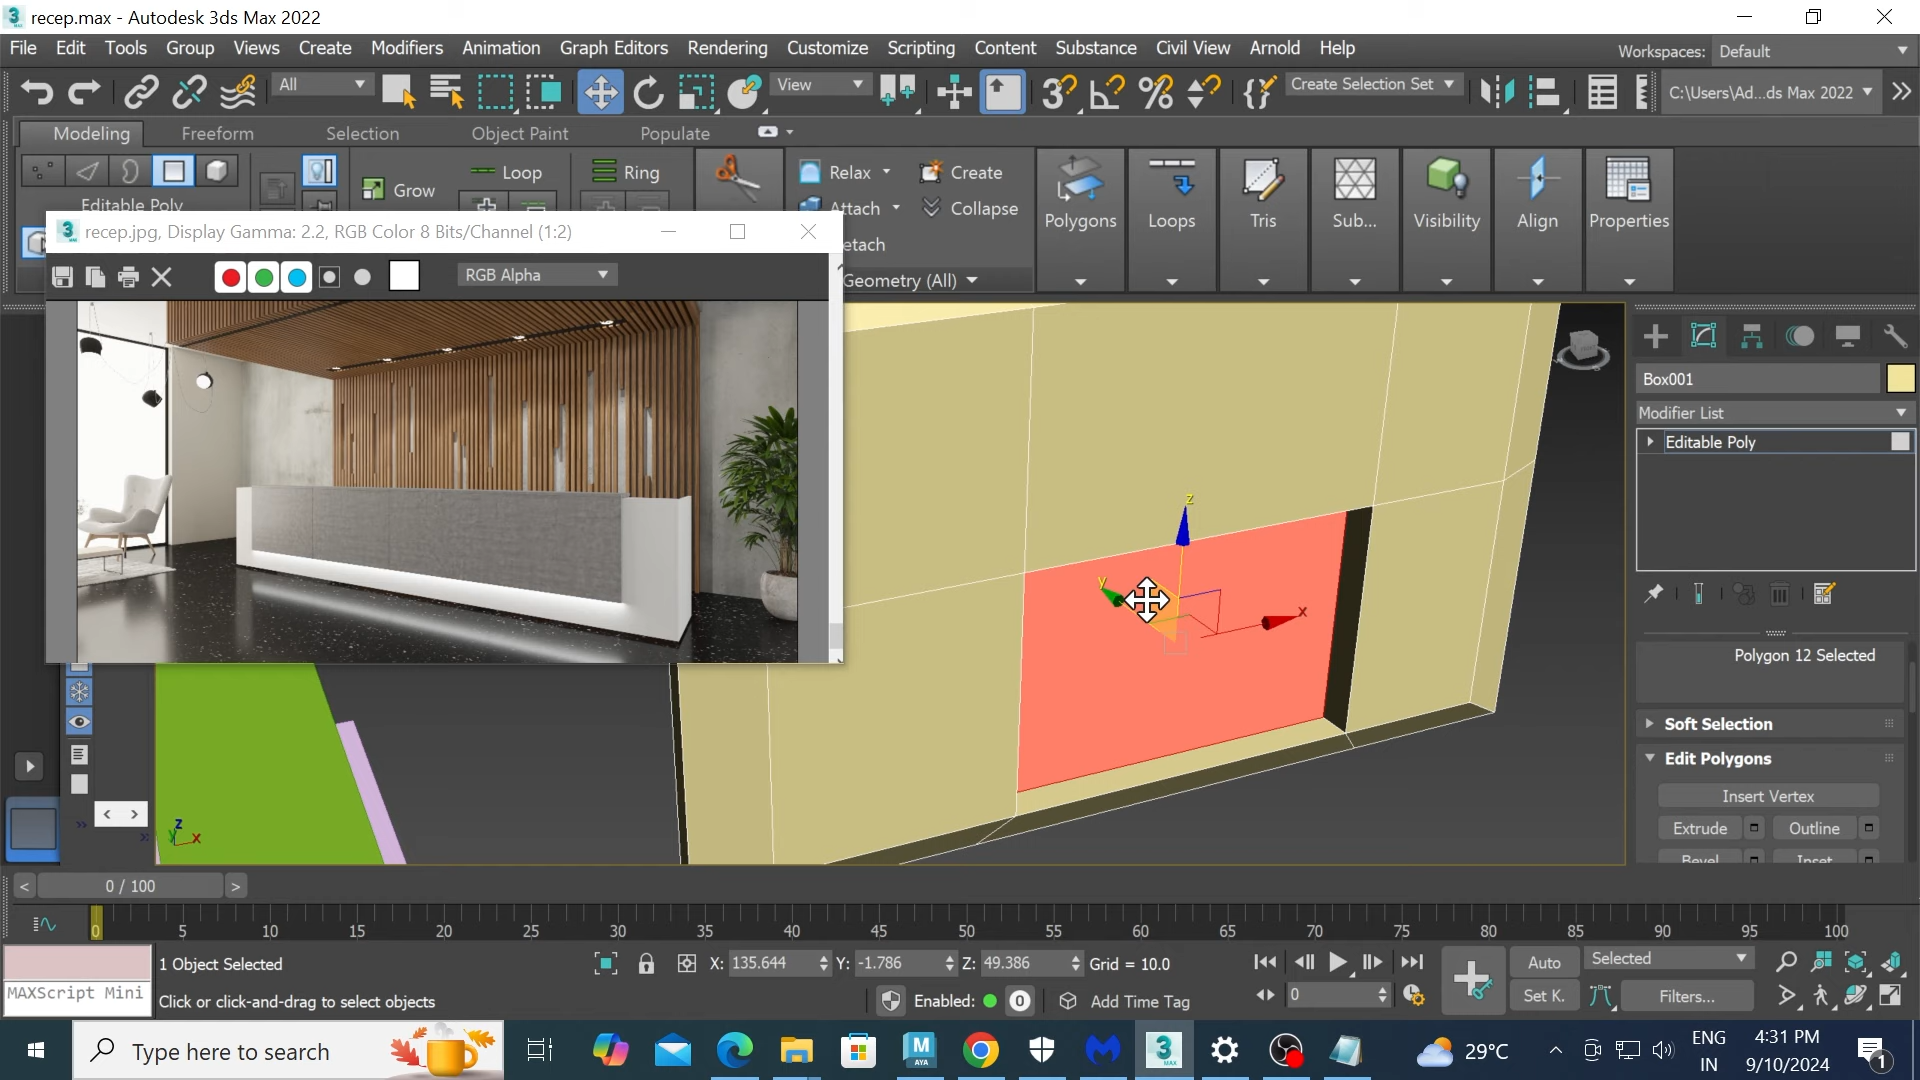 recep.max - Autodesk 3ds Max 2022
File Edit Tools Group Views Create Modifiers Animation Graph Editors Rendering Customize Scripting Content Substance Civil View Arnold Help Workspaces: Default
All View Create Selection Set C:\Users\Ad...ds Max 2022
Modeling Freeform Selection Object Paint Populate
Grow Loop Ring Relax Create
Editable Poly Attach Collapse Polygons Loops Tris Sub... Visibility Align Properties
recep.jpg, Display Gamma: 2.2, RGB Color 8 Bits/Channel (1:2) etach
RGB Alpha Geometry (All)
Box001
Modifier List
Editable Poly
z
y
x
Polygon 12 Selected
Soft Selection
Edit Polygons
Insert Vertex
Extrude Outline
Bevel Inset
z
y x
0 / 100
0 5 10 15 20 25 30 35 40 45 50 55 60 65 70 75 80 85 90 95 100
1 Object Selected X: 135.644 Y: -1.786 Z: 49.386 Grid = 10.0 Auto Selected
MAXScript Mini Click or click-and-drag to select objects Enabled: 0 Add Time Tag 0 Set K. Filters...
Type here to search 29°C ENG IN 4:31 PM 9/10/2024 1